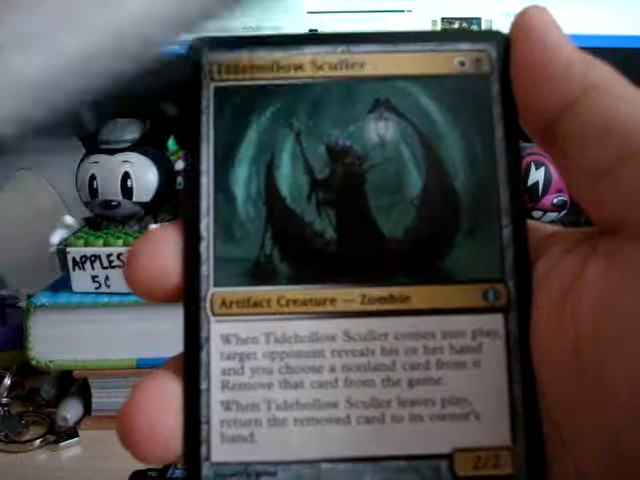 Tidehollow Sculler
Artifact Creature — Zombie
When Tidehollow Sculler comes into play,
target opponent reveals his or her hand
and you choose a nonland card from it.
Remove that card from the game.
When Tidehollow Sculler leaves play,
return the removed card to its owner's
hand.
2/2
APPLES
5¢